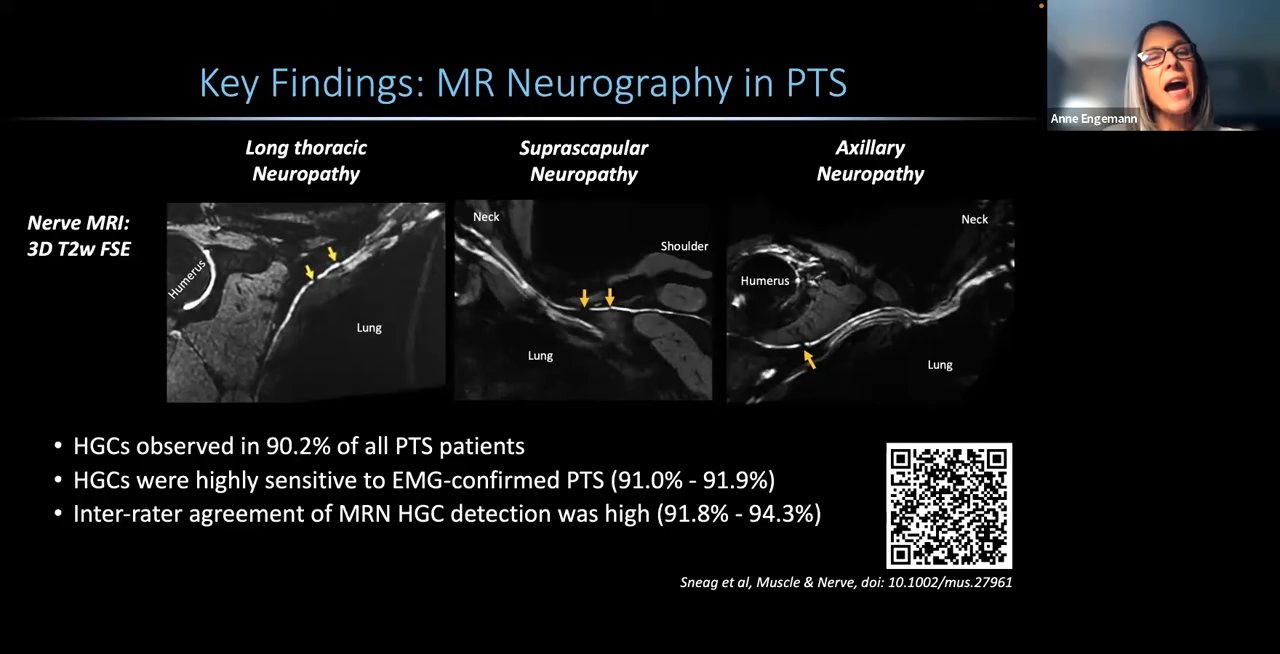 Key Findings: MR Neurography in PTS
Anne Engemann
Long thoracic
Neuropathy
Suprascapular
Neuropathy
Axillary
Neuropathy
Nerve MRI:
3D T2w FSE
Humerus
Lung
Neck
Shoulder
Lung
Neck
Humerus
Lung
• HGCs observed in 90.2% of all PTS patients
• HGCs were highly sensitive to EMG-confirmed PTS (91.0% - 91.9%)
• Inter-rater agreement of MRN HGC detection was high (91.8% - 94.3%)
Sneag et al, Muscle & Nerve, doi: 10.1002/mus.27961